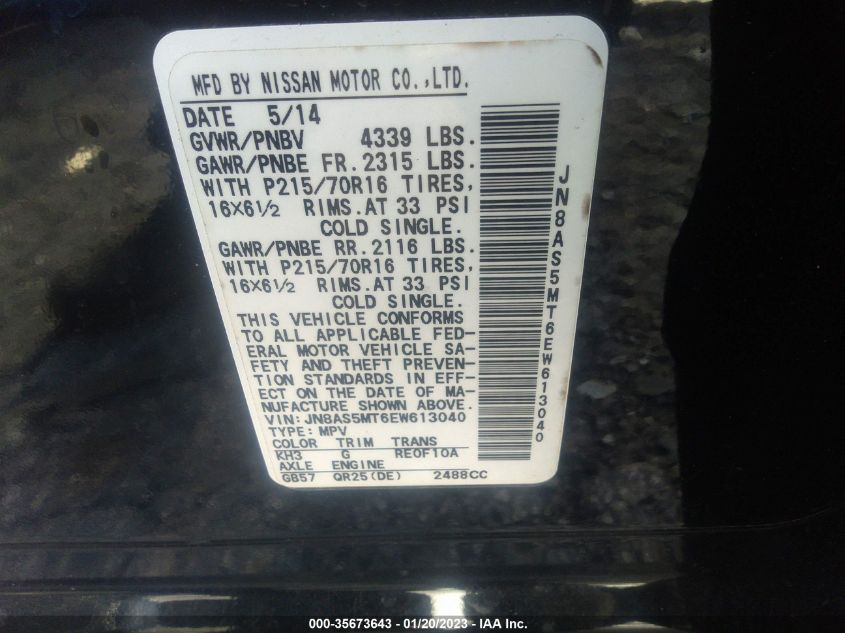 MFD BY NISSAN MOTOR CO.,LTD.
DATE 5/14
GVWR/PNBV 4339 LBS.
GAWR/PNBE FR.2315 LBS.
WITH P215/70R16 TIRES,
16X6½ RIMS.AT 33 PSI
COLD SINGLE.
GAWR/PNBE RR.2116 LBS.
WITH P215/70R16 TIRES,
16X6½ RIMS.AT 33 PSI
COLD SINGLE.
THIS VEHICLE CONFORMS
TO ALL APPLICABLE FED-
ERAL MOTOR VEHICLE SA-
FETY AND THEFT PREVEN-
TION STANDARDS IN EFF-
ECT ON THE DATE OF MA-
NUFACTURE SHOWN ABOVE.
VIN:JN8AS5MT6EW613040
TYPE:MPV
COLOR TRIM TRANS
KH3 G RE0F10A
AXLE ENGINE
GB57 QR25(DE) 2488CC
JN8AS5MT6EW613040
000-35673643 - 01/20/2023 - IAA Inc.